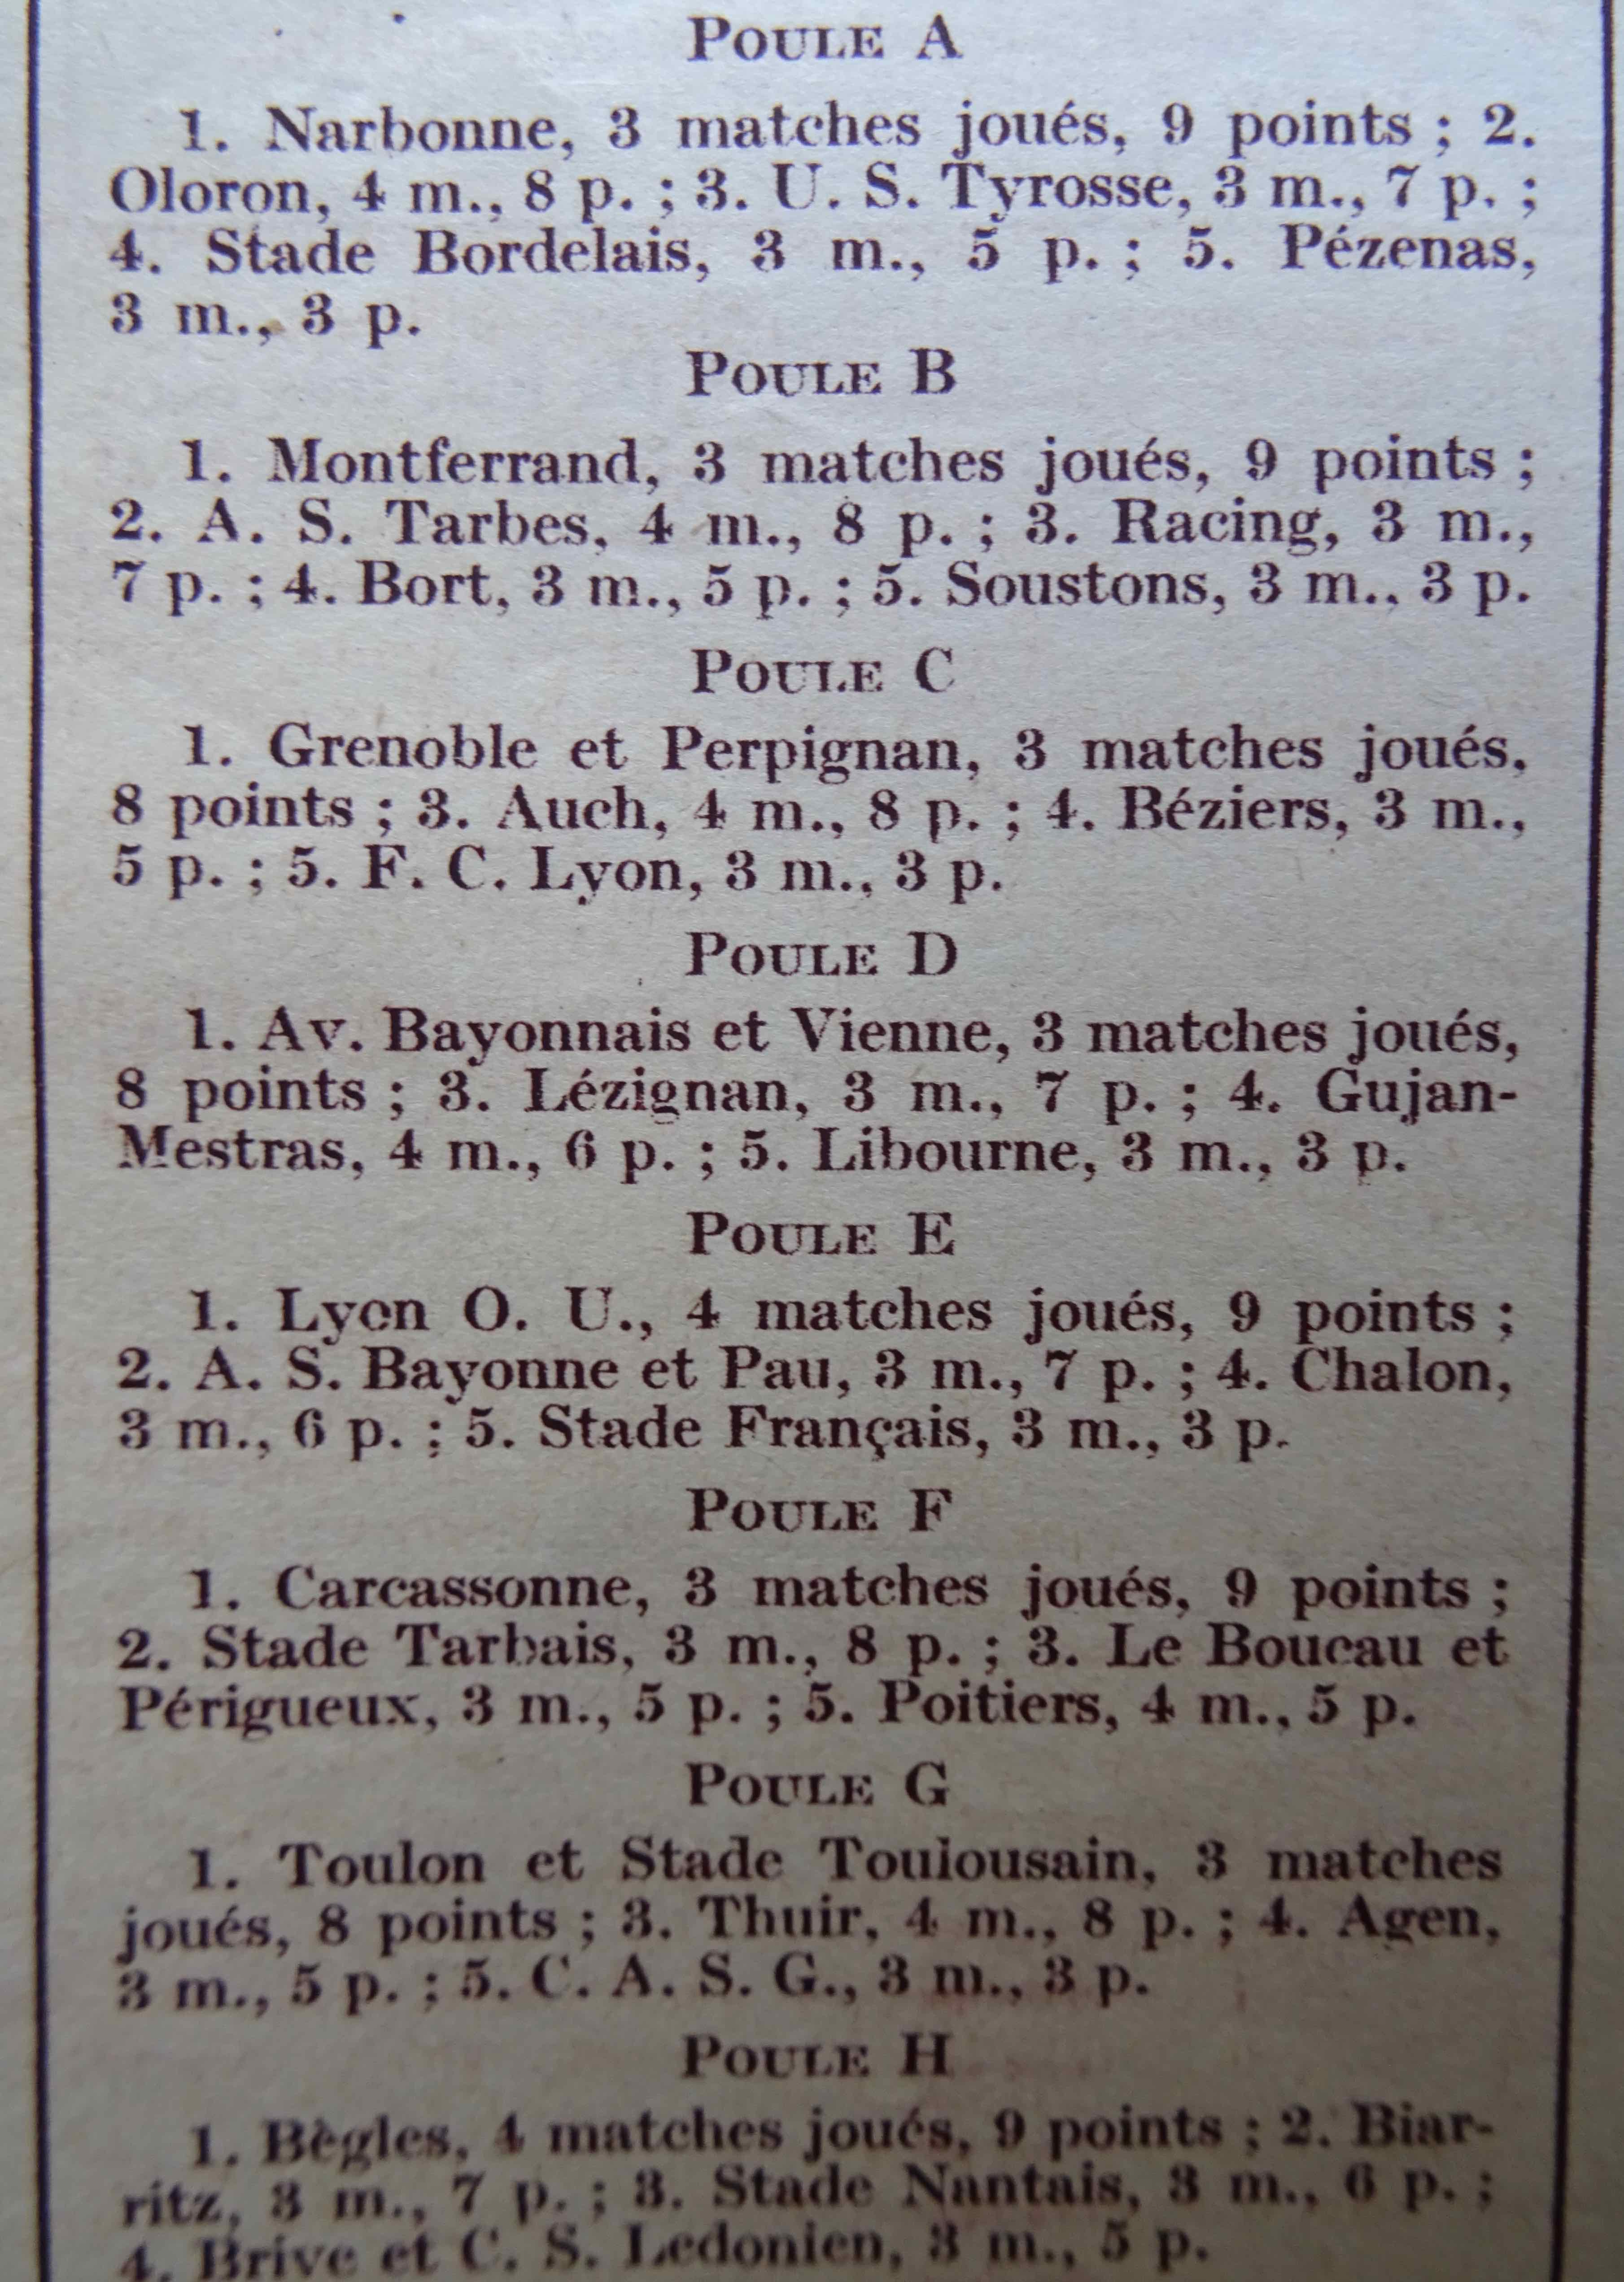 POULE A
1. Narbonne, 3 matches joués, 9 points ; 2.
Oloron, 4 m., 8 p. ; 3. U. S. Tyrosse, 3 m., 7 p. ;
4. Stade Bordelais, 3 m., 5 p. ; 5. Pézenas,
3 m., 3 p.
POULE B
1. Montferrand, 3 matches joués, 9 points ;
2. A. S. Tarbes, 4 m., 8 p. ; 3. Racing, 3 m.,
7 p. ; 4. Bort, 3 m., 5 p. ; 5. Soustons, 3 m., 3 p.
POULE C
1. Grenoble et Perpignan, 3 matches joués,
8 points ; 3. Auch, 4 m., 8 p. ; 4. Béziers, 3 m.,
5 p. ; 5. F. C. Lyon, 3 m., 3 p.
POULE D
1. Av. Bayonnais et Vienne, 3 matches joués,
8 points ; 3. Lézignan, 3 m., 7 p. ; 4. Gujan-
Mestras, 4 m., 6 p. ; 5. Libourne, 3 m., 3 p.
POULE E
1. Lyon O. U., 4 matches joués, 9 points ;
2. A. S. Bayonne et Pau, 3 m., 7 p. ; 4. Chalon,
3 m., 6 p. ; 5. Stade Français, 3 m., 3 p.
POULE F
1. Carcassonne, 3 matches joués, 9 points ;
2. Stade Tarbais, 3 m., 8 p. ; 3. Le Boucau et
Périgueux, 3 m., 5 p. ; 5. Poitiers, 4 m., 5 p.
POULE G
1. Toulon et Stade Toulousain, 3 matches
joués, 8 points ; 3. Thuir, 4 m., 8 p. ; 4. Agen,
3 m., 5 p. ; 5. C. A. S. G., 3 m., 3 p.
POULE H
1. Bègles, 4 matches joués, 9 points ; 2. Biar-
ritz, 3 m., 7 p. ; 3. Stade Nantais, 3 m., 6 p. ;
4. Brive et C. S. Ledonien, 3 m., 5 p.